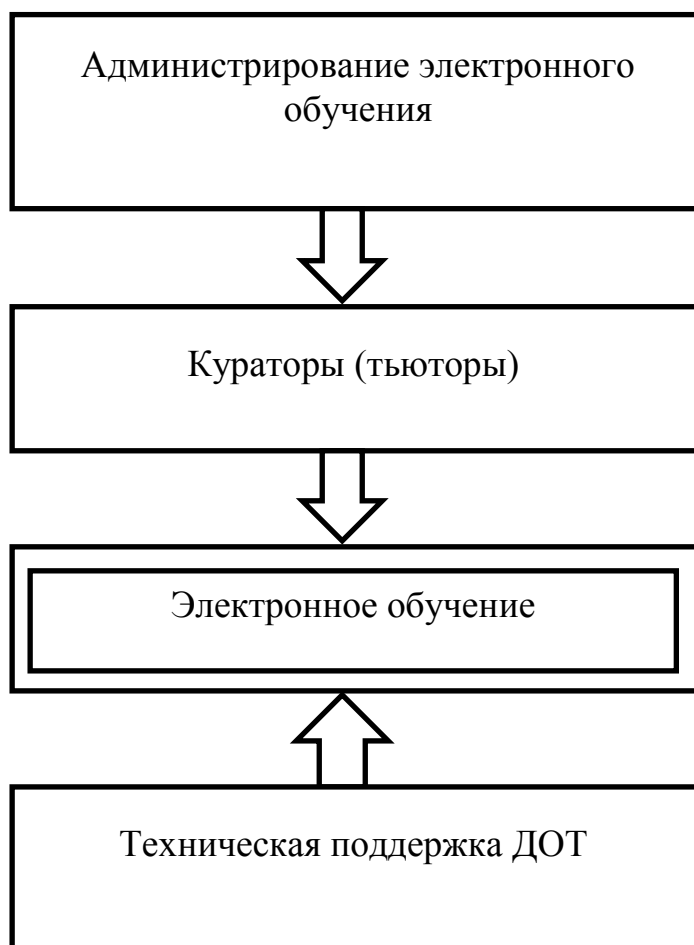 Администрирование электронного
обучения
Кураторы (тьюторы)
Электронное обучение
Техническая поддержка ДОТ